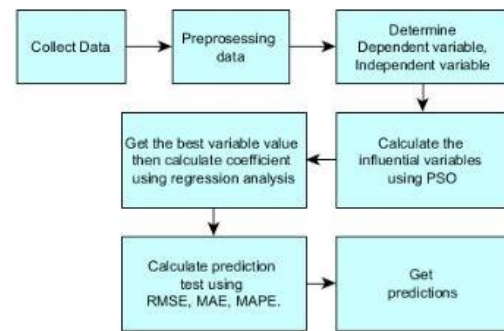 Collect Data
Preprosessing
data
Determine
Dependent variable,
Independent variable
Calculate the
influential variables
using PSO
Get the best variable value
then calculate coefficient
using regression analysis
Calculate prediction
test using
RMSE, MAE, MAPE.
Get
predictions